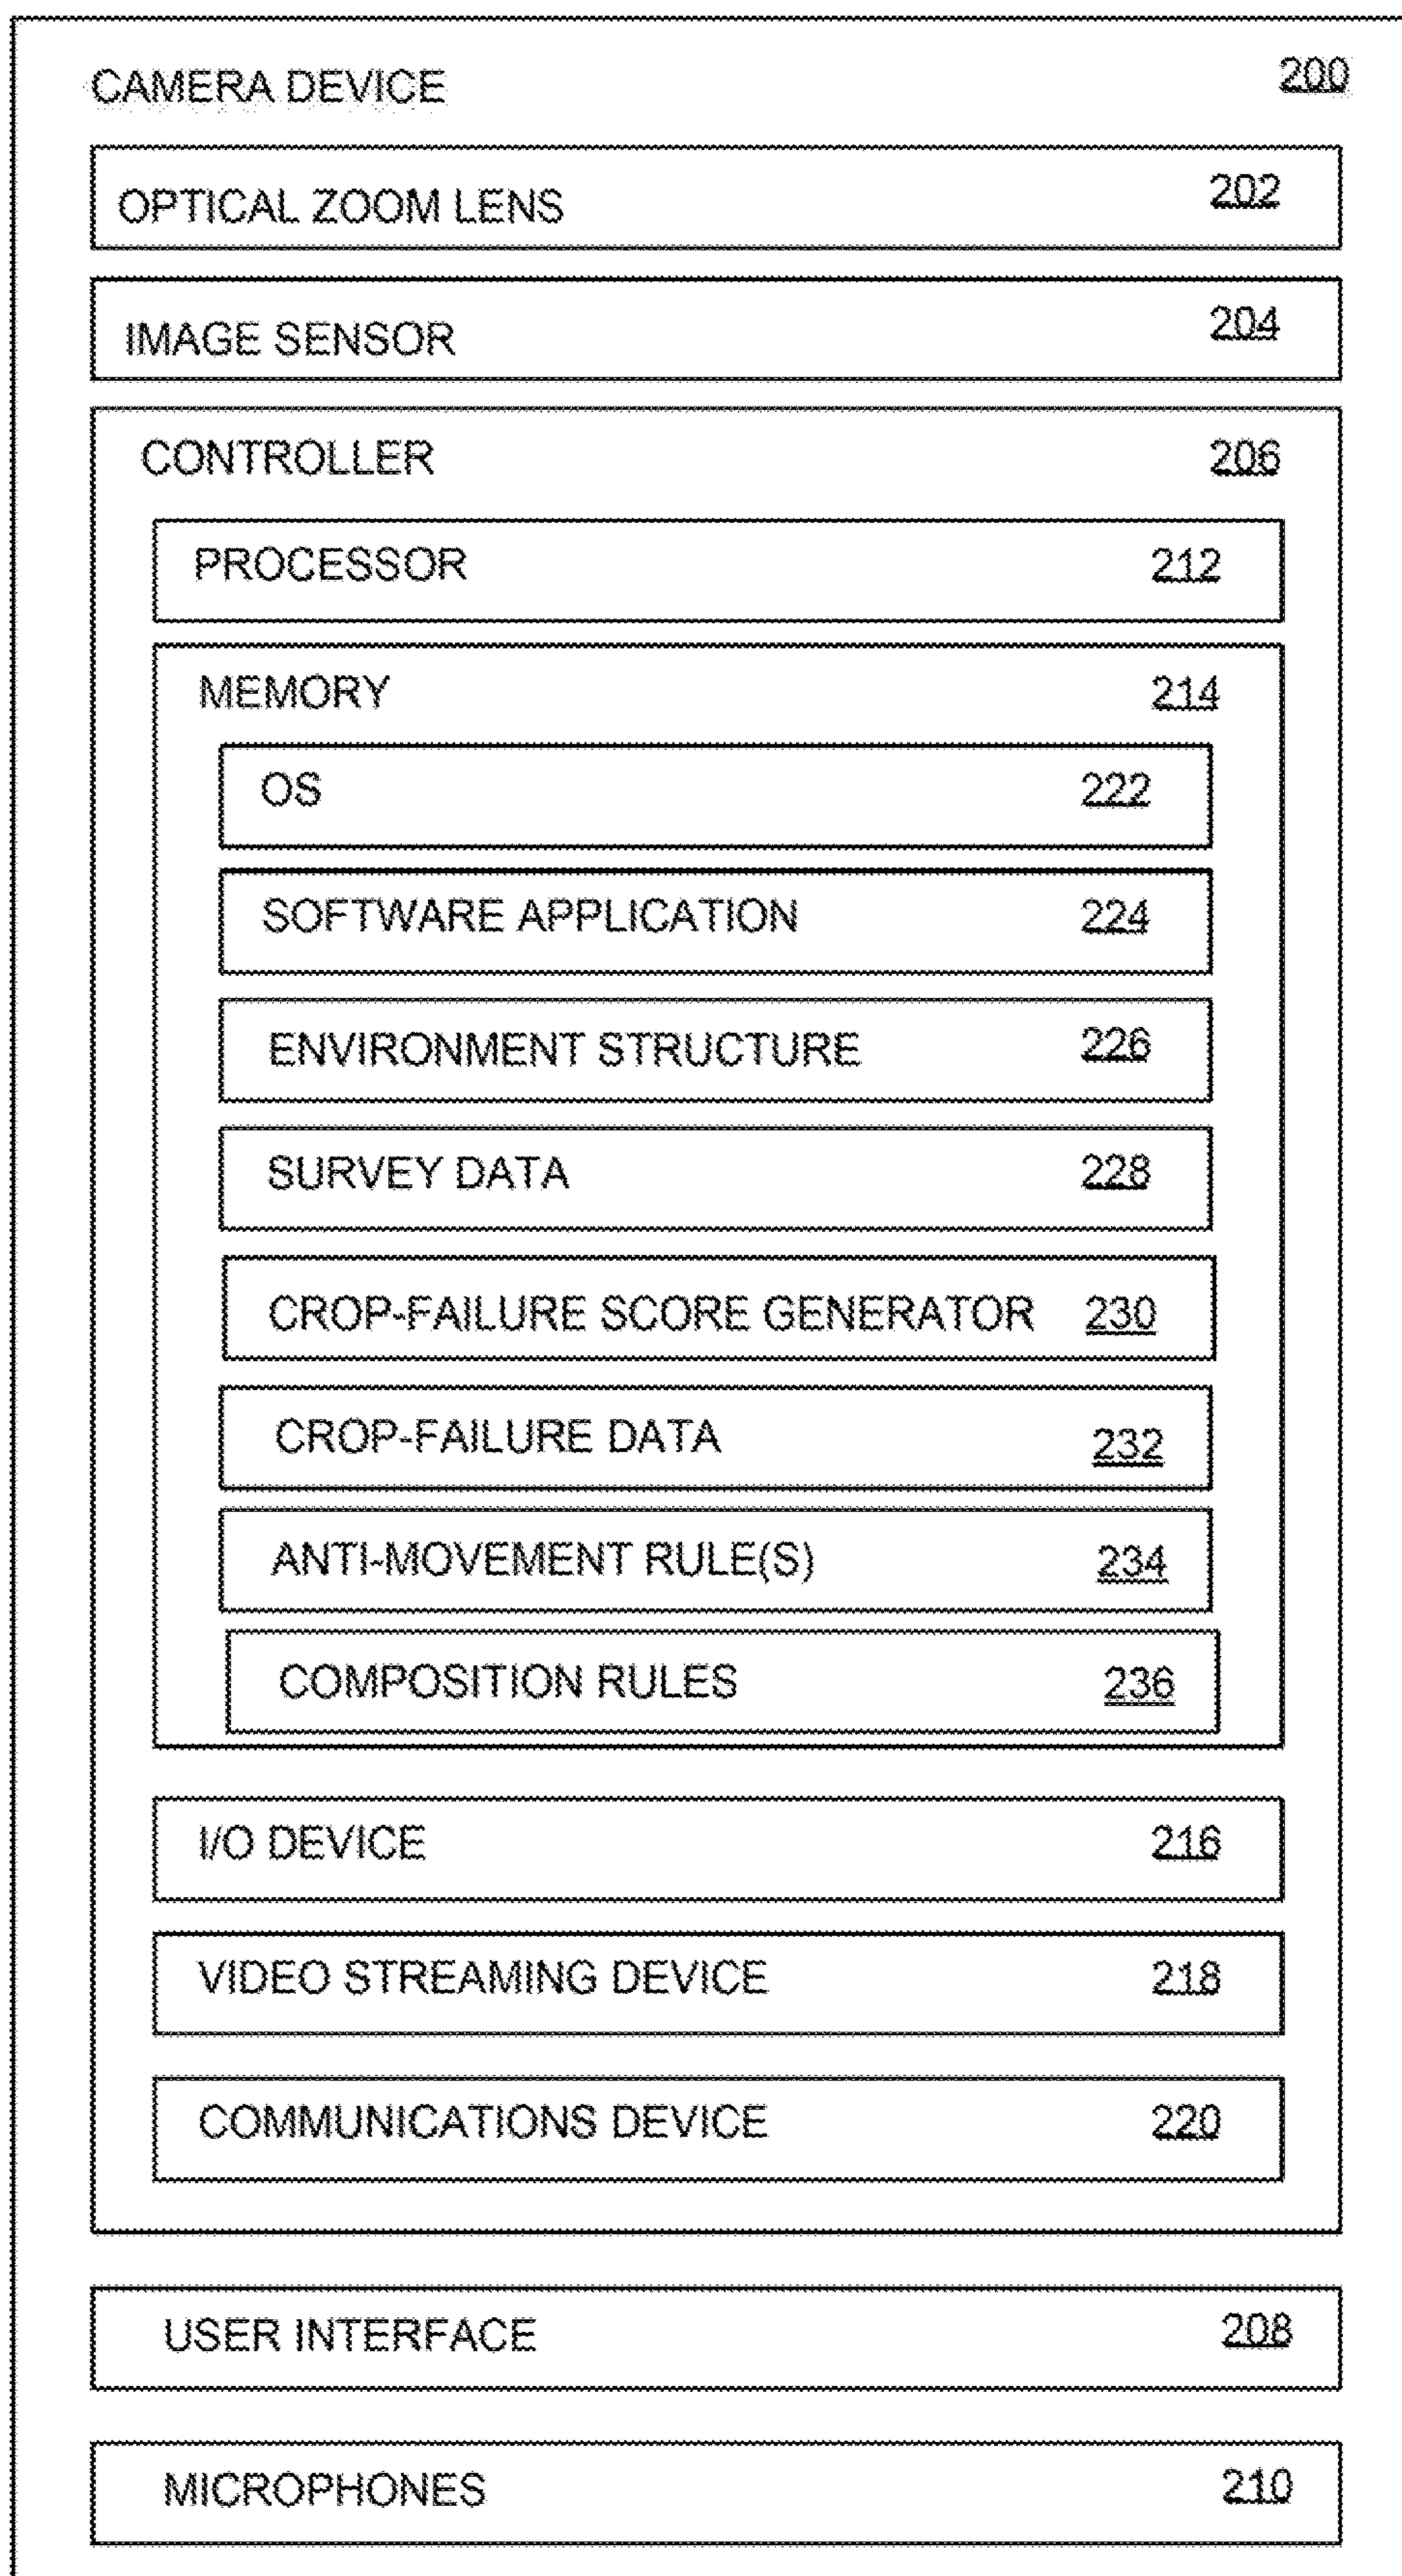 CAMERA DEVICE 200
OPTICAL ZOOM LENS 202
IMAGE SENSOR 204
CONTROLLER 206
PROCESSOR 212
MEMORY 214
OS 222
SOFTWARE APPLICATION 224
ENVIRONMENT STRUCTURE 226
SURVEY DATA 228
CROP-FAILURE SCORE GENERATOR 230
CROP-FAILURE DATA 232
ANTI-MOVEMENT RULE(S) 234
COMPOSITION RULES 236
I/O DEVICE 216
VIDEO STREAMING DEVICE 218
COMMUNICATIONS DEVICE 220
USER INTERFACE 208
MICROPHONES 210